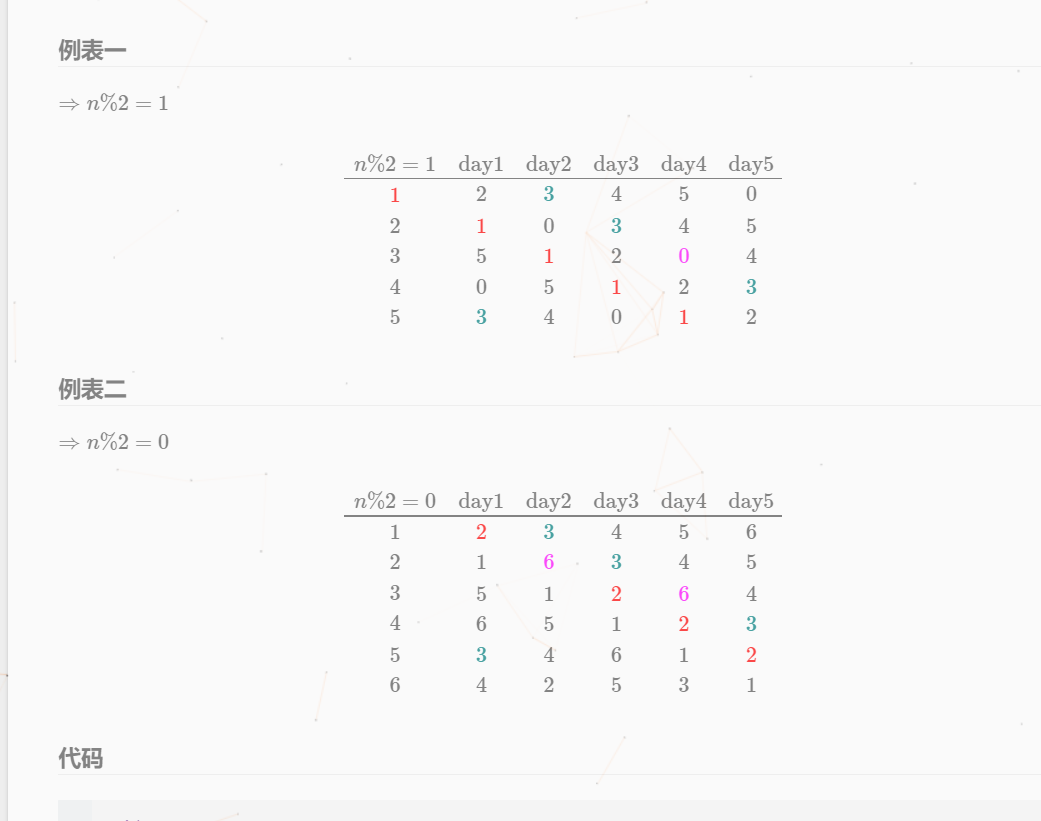 例表一
⇒ n%2 = 1
n%2 = 1 day1 day2 day3 day4 day5
1 2 3 4 5 0
2 1 0 3 4 5
3 5 1 2 0 4
4 0 5 1 2 3
5 3 4 0 1 2
例表二
⇒ n%2 = 0
n%2 = 0 day1 day2 day3 day4 day5
1 2 3 4 5 6
2 1 6 3 4 5
3 5 1 2 6 4
4 6 5 1 2 3
5 3 4 6 1 2
6 4 2 5 3 1
代码